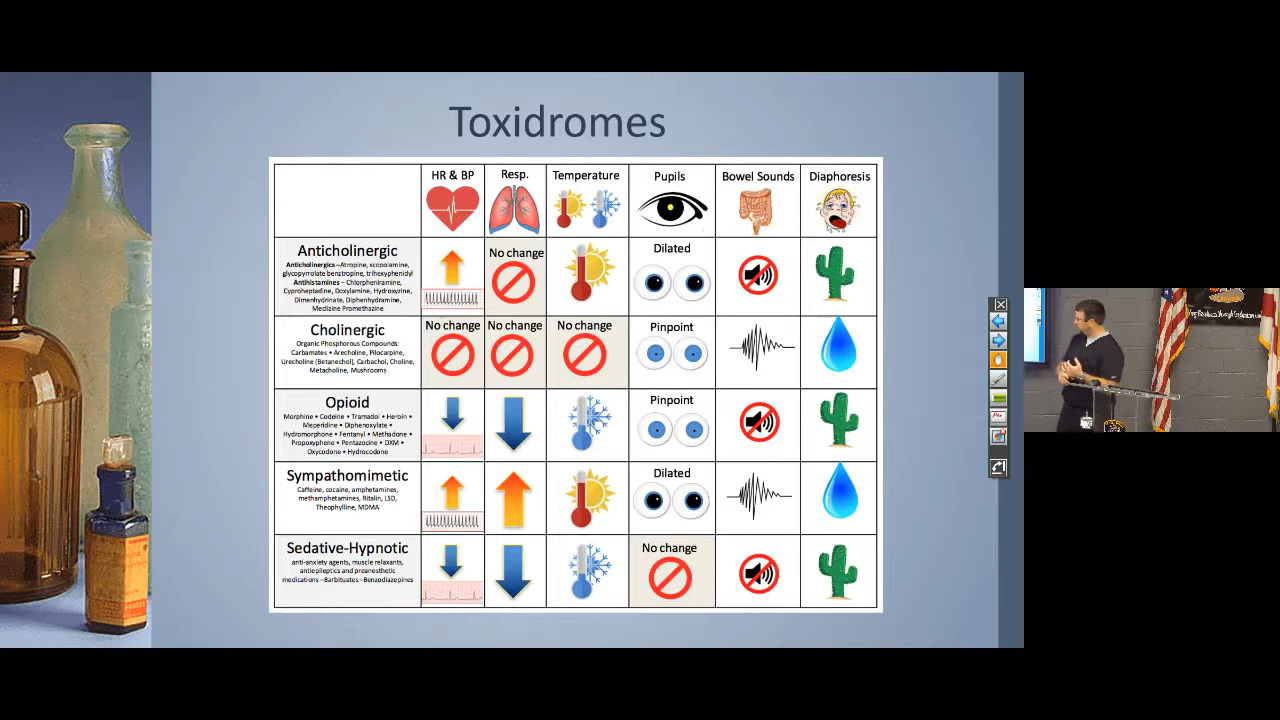 Toxidromes
HR & BP
Resp.
Temperature
Pupils
Bowel Sounds
Diaphoresis
Anticholinergic
Anticholinergics –Atropine, scopolamine,
glycopyrrolate benztropine, trihexyphenidyl
Antihistamines – Chlorpheniramine,
Cyproheptadine, Doxylamine, Hydroxyzine,
Dimenhydrinate, Diphenhydramine,
Meclizine Promethazine
No change
Dilated
Cholinergic
Organic Phosphorous Compounds:
Carbamates • Arecholine, Pilocarpine,
Urecholine (Betanechol), Carbachol, Choline,
Metacholine, Mushrooms
No change
No change
No change
Pinpoint
Opioid
Morphine • Codeine • Tramadol • Heroin •
Meperidine • Diphenoxylate •
Hydromorphone • Fentanyl • Methadone •
Propoxyphene • Pentazocine • DXM •
Oxycodone • Hydrocodone
Pinpoint
Sympathomimetic
Caffeine, cocaine, amphetamines,
methamphetamines, Ritalin, LSD,
Theophylline, MDMA
Dilated
Sedative-Hypnotic
anti-anxiety agents, muscle relaxants,
antiepileptics and preanesthetic
medications –Barbituates –Benzodiazepines
No change